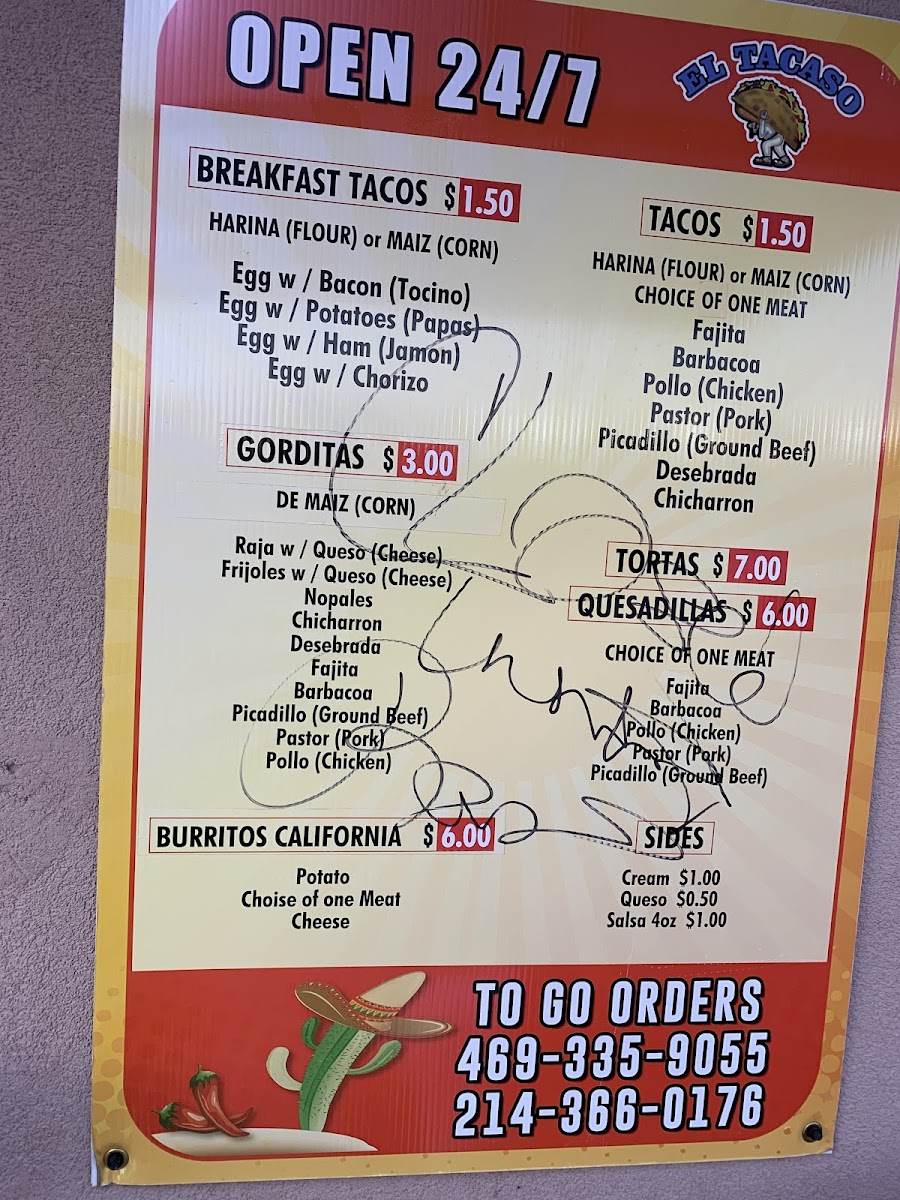 OPEN 24/7
EL TACASO
BREAKFAST TACOS $1.50
HARINA (FLOUR) or MAIZ (CORN)
Egg w / Bacon (Tocino)
Egg w / Potatoes (Papas)
Egg w / Ham (Jamon)
Egg w / Chorizo
GORDITAS $3.00
DE MAIZ (CORN)
Raja w / Queso (Cheese)
Frijoles w / Queso (Cheese)
Nopales
Chicharron
Desebrada
Fajita
Barbacoa
Picadillo (Ground Beef)
Pastor (Pork)
Pollo (Chicken)
BURRITOS CALIFORNIA $6.00
Potato
Choise of one Meat
Cheese
TACOS $1.50
HARINA (FLOUR) or MAIZ (CORN)
CHOICE OF ONE MEAT
Fajita
Barbacoa
Pollo (Chicken)
Pastor (Pork)
Picadillo (Ground Beef)
Desebrada
Chicharron
TORTAS $7.00
QUESADILLAS $6.00
CHOICE OF ONE MEAT
Fajita
Barbacoa
Pollo (Chicken)
Pastor (Pork)
Picadillo (Ground Beef)
SIDES
Cream $1.00
Queso $0.50
Salsa 4oz $1.00
TO GO ORDERS
469-335-9055
214-366-0176